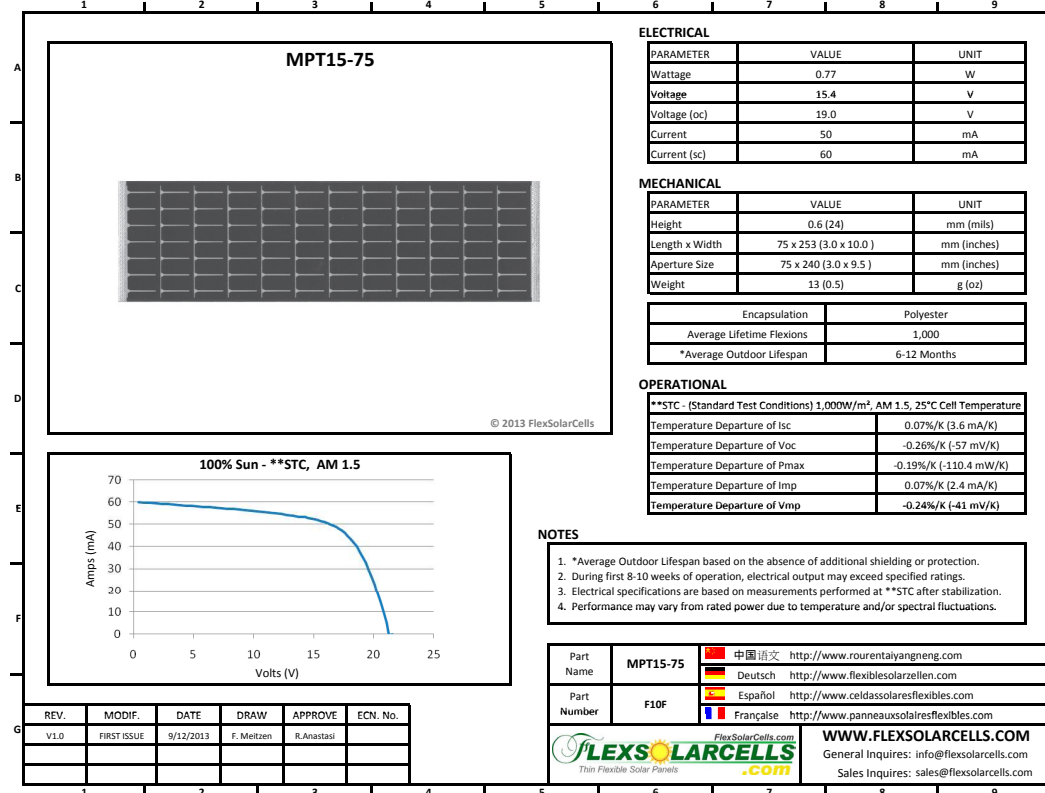 1 2 3 4 5 6 7 8 9
A
B
C
D
E
F
G
MPT15-75
© 2013 FlexSolarCells
ELECTRICAL
PARAMETER VALUE UNIT
Wattage 0.77 W
Voltage 15.4 V
Voltage (oc) 19.0 V
Current 50 mA
Current (sc) 60 mA
MECHANICAL
PARAMETER VALUE UNIT
Height 0.6 (24) mm (mils)
Length x Width 75 x 253 (3.0 x 10.0 ) mm (inches)
Aperture Size 75 x 240 (3.0 x 9.5 ) mm (inches)
Weight 13 (0.5) g (oz)
Encapsulation Polyester
Average Lifetime Flexions 1,000
*Average Outdoor Lifespan 6-12 Months
OPERATIONAL
**STC - (Standard Test Conditions) 1,000W/m², AM 1.5, 25°C Cell Temperature
Temperature Departure of Isc 0.07%/K (3.6 mA/K)
Temperature Departure of Voc -0.26%/K (-57 mV/K)
Temperature Departure of Pmax -0.19%/K (-110.4 mW/K)
Temperature Departure of Imp 0.07%/K (2.4 mA/K)
Temperature Departure of Vmp -0.24%/K (-41 mV/K)
100% Sun - **STC, AM 1.5
Amps (mA)
70
60
50
40
30
20
10
0
0 5 10 15 20 25
Volts (V)
NOTES
1. *Average Outdoor Lifespan based on the absence of additional shielding or protection.
2. During first 8-10 weeks of operation, electrical output may exceed specified ratings.
3. Electrical specifications are based on measurements performed at **STC after stabilization.
4. Performance may vary from rated power due to temperature and/or spectral fluctuations.
Part Name MPT15-75
Part Number F10F
中国语文 http://www.rourentaiyangneng.com
Deutsch http://www.flexiblesolarzellen.com
Español http://www.celdassolaresflexibles.com
Française http://www.panneauxsolairesflexibles.com
REV. MODIF. DATE DRAW APPROVE ECN. No.
V1.0 FIRST ISSUE 9/12/2013 F. Meitzen R.Anastasi
FlexSolarCells.com
FLEXSOLARCELLS
.com
Thin Flexible Solar Panels
WWW.FLEXSOLARCELLS.COM
General Inquires: info@flexsolarcells.com
Sales Inquires: sales@flexsolarcells.com
1 2 3 4 5 6 7 8 9